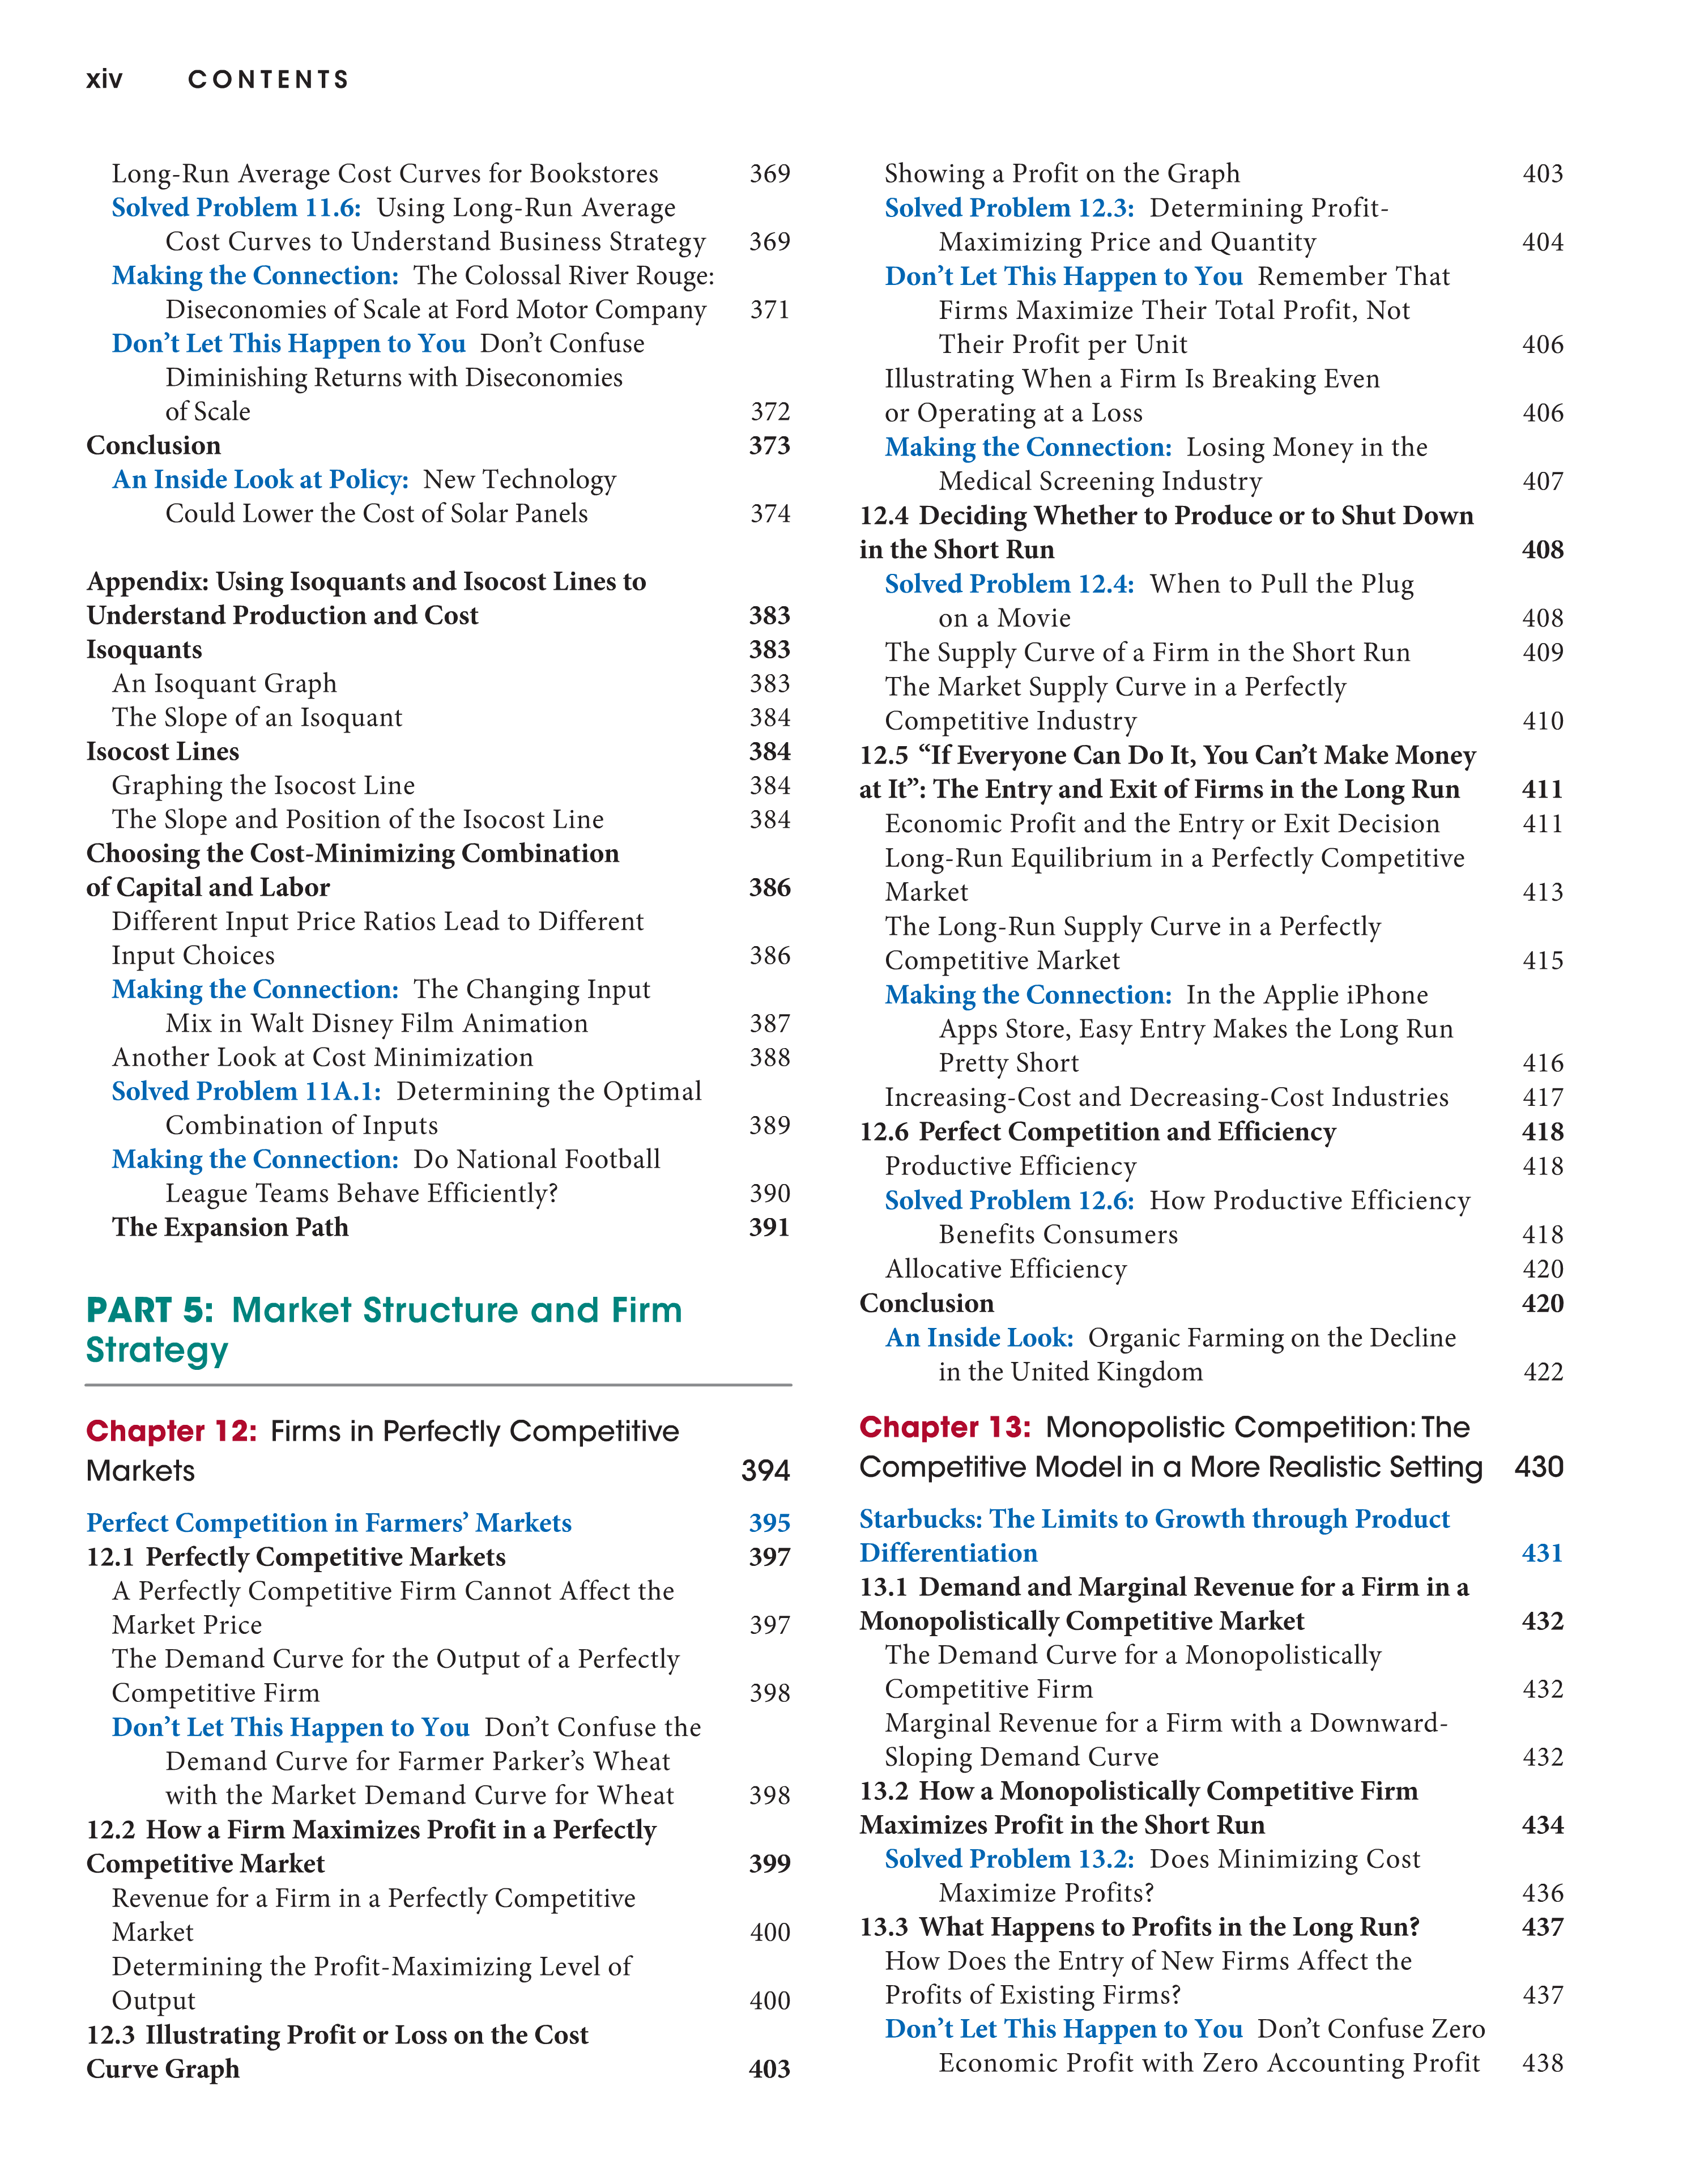 xiv CONTENTS
Long-Run Average Cost Curves for Bookstores 369
Solved Problem 11.6: Using Long-Run Average
Cost Curves to Understand Business Strategy 369
Making the Connection: The Colossal River Rouge:
Diseconomies of Scale at Ford Motor Company 371
Don’t Let This Happen to You Don’t Confuse
Diminishing Returns with Diseconomies
of Scale 372
Conclusion 373
An Inside Look at Policy: New Technology
Could Lower the Cost of Solar Panels 374
Appendix: Using Isoquants and Isocost Lines to
Understand Production and Cost 383
Isoquants 383
An Isoquant Graph 383
The Slope of an Isoquant 384
Isocost Lines 384
Graphing the Isocost Line 384
The Slope and Position of the Isocost Line 384
Choosing the Cost-Minimizing Combination
of Capital and Labor 386
Different Input Price Ratios Lead to Different
Input Choices 386
Making the Connection: The Changing Input
Mix in Walt Disney Film Animation 387
Another Look at Cost Minimization 388
Solved Problem 11A.1: Determining the Optimal
Combination of Inputs 389
Making the Connection: Do National Football
League Teams Behave Efficiently? 390
The Expansion Path 391
PART 5: Market Structure and Firm
Strategy
Chapter 12: Firms in Perfectly Competitive
Markets 394
Perfect Competition in Farmers’ Markets 395
12.1 Perfectly Competitive Markets 397
A Perfectly Competitive Firm Cannot Affect the
Market Price 397
The Demand Curve for the Output of a Perfectly
Competitive Firm 398
Don’t Let This Happen to You Don’t Confuse the
Demand Curve for Farmer Parker’s Wheat
with the Market Demand Curve for Wheat 398
12.2 How a Firm Maximizes Profit in a Perfectly
Competitive Market 399
Revenue for a Firm in a Perfectly Competitive
Market 400
Determining the Profit-Maximizing Level of
Output 400
12.3 Illustrating Profit or Loss on the Cost
Curve Graph 403
Showing a Profit on the Graph 403
Solved Problem 12.3: Determining Profit-
Maximizing Price and Quantity 404
Don’t Let This Happen to You Remember That
Firms Maximize Their Total Profit, Not
Their Profit per Unit 406
Illustrating When a Firm Is Breaking Even
or Operating at a Loss 406
Making the Connection: Losing Money in the
Medical Screening Industry 407
12.4 Deciding Whether to Produce or to Shut Down
in the Short Run 408
Solved Problem 12.4: When to Pull the Plug
on a Movie 408
The Supply Curve of a Firm in the Short Run 409
The Market Supply Curve in a Perfectly
Competitive Industry 410
12.5 “If Everyone Can Do It, You Can’t Make Money
at It”: The Entry and Exit of Firms in the Long Run 411
Economic Profit and the Entry or Exit Decision 411
Long-Run Equilibrium in a Perfectly Competitive
Market 413
The Long-Run Supply Curve in a Perfectly
Competitive Market 415
Making the Connection: In the Applie iPhone
Apps Store, Easy Entry Makes the Long Run
Pretty Short 416
Increasing-Cost and Decreasing-Cost Industries 417
12.6 Perfect Competition and Efficiency 418
Productive Efficiency 418
Solved Problem 12.6: How Productive Efficiency
Benefits Consumers 418
Allocative Efficiency 420
Conclusion 420
An Inside Look: Organic Farming on the Decline
in the United Kingdom 422
Chapter 13: Monopolistic Competition: The
Competitive Model in a More Realistic Setting 430
Starbucks: The Limits to Growth through Product
Differentiation 431
13.1 Demand and Marginal Revenue for a Firm in a
Monopolistically Competitive Market 432
The Demand Curve for a Monopolistically
Competitive Firm 432
Marginal Revenue for a Firm with a Downward-
Sloping Demand Curve 432
13.2 How a Monopolistically Competitive Firm
Maximizes Profit in the Short Run 434
Solved Problem 13.2: Does Minimizing Cost
Maximize Profits? 436
13.3 What Happens to Profits in the Long Run? 437
How Does the Entry of New Firms Affect the
Profits of Existing Firms? 437
Don’t Let This Happen to You Don’t Confuse Zero
Economic Profit with Zero Accounting Profit 438